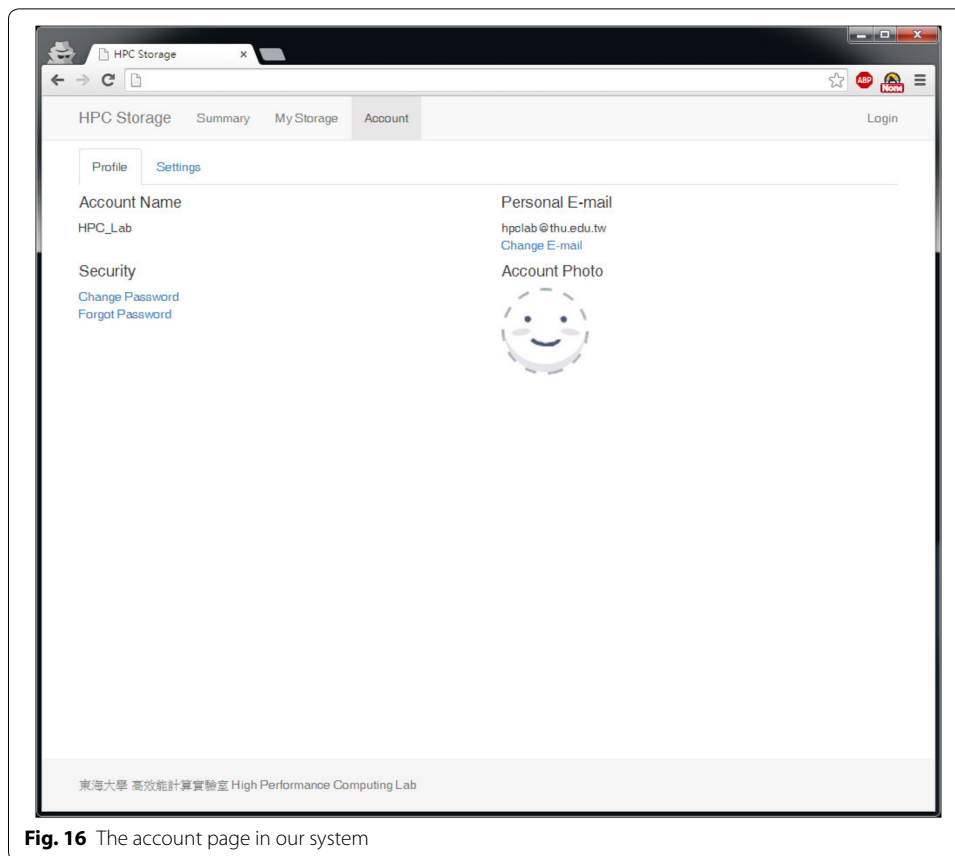 HPC Storage
ABP
None
HPC Storage Summary My Storage Account Login
Profile Settings
Account Name
HPC_Lab
Personal E-mail
hpclab@thu.edu.tw
Change E-mail
Security
Change Password
Forgot Password
Account Photo
東海大學 高效能計算實驗室 High Performance Computing Lab
Fig. 16 The account page in our system